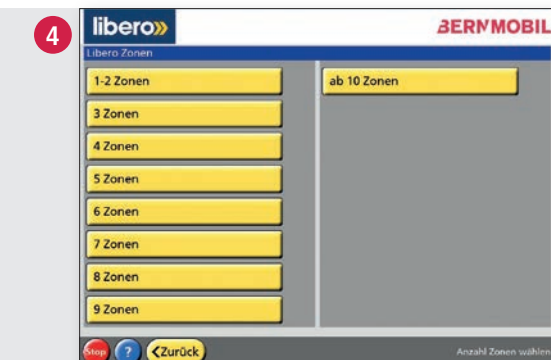 4
libero»
BERNMOBIL
Libero Zonen
1-2 Zonen
3 Zonen
4 Zonen
5 Zonen
6 Zonen
7 Zonen
8 Zonen
9 Zonen
ab 10 Zonen
Stop
?
Zurück
Anzahl Zonen wählen